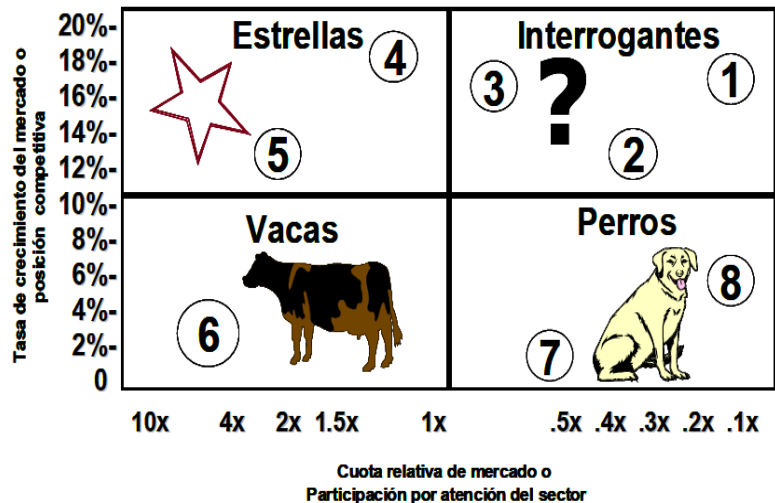 Tasa de crecimiento del mercado o
posición competitiva
20%-
18%-
16%-
14%-
12%-
10%-
8%-
6%-
4%-
2%-
0
Estrellas
4
5
Interrogantes
3
?
1
2
Vacas
6
Perros
8
7
10x 4x 2x 1.5x 1x .5x .4x .3x .2x .1x
Cuota relativa de mercado o
Participación por atención del sector